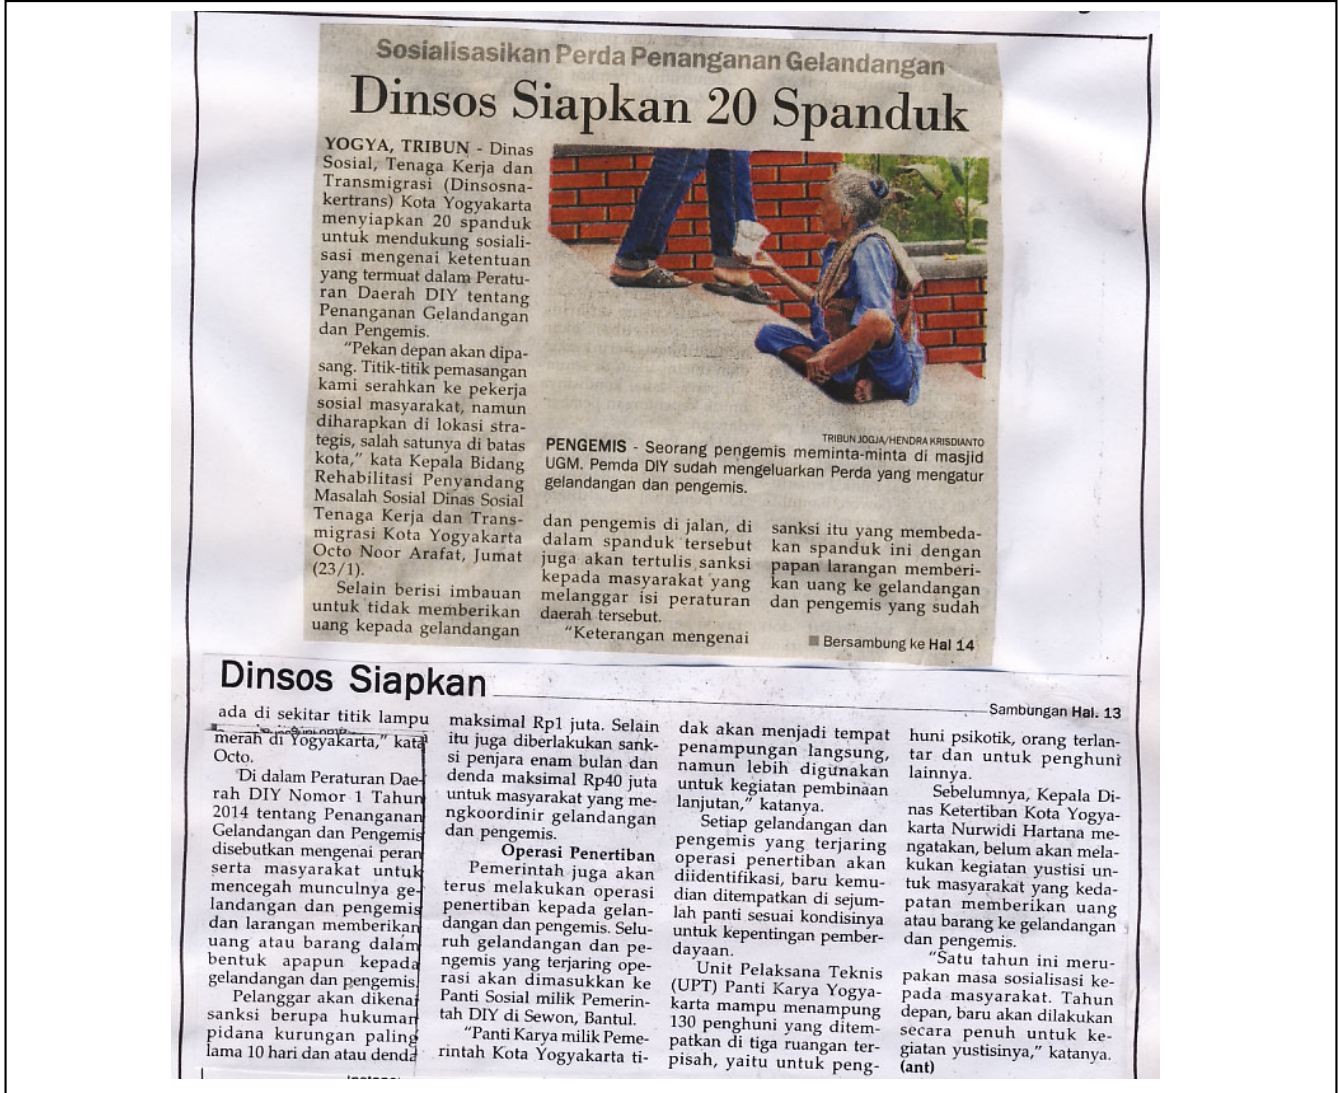 Sosialisasikan Perda Penanganan Gelandangan
Dinsos Siapkan 20 Spanduk
YOGYA, TRIBUN - Dinas
Sosial, Tenaga Kerja dan
Transmigrasi (Dinsosna-
kertrans) Kota Yogyakarta
menyiapkan 20 spanduk
untuk mendukung sosiali-
sasi mengenai ketentuan
yang termuat dalam Peratu-
ran Daerah DIY tentang
Penanganan Gelandangan
dan Pengemis.
"Pekan depan akan dipa-
sang. Titik-titik pemasangan
kami serahkan ke pekerja
sosial masyarakat, namun
diharapkan di lokasi stra-
tegis, salah satunya di batas
kota," kata Kepala Bidang
Rehabilitasi Penyandang
Masalah Sosial Dinas Sosial
Tenaga Kerja dan Trans-
migrasi Kota Yogyakarta
Octo Noor Arafat, Jumat
(23/1).
Selain berisi imbauan
untuk tidak memberikan
uang kepada gelandangan
TRIBUN JOGJA/HENDRA KRISDIANTO
PENGEMIS - Seorang pengemis meminta-minta di masjid
UGM. Pemda DIY sudah mengeluarkan Perda yang mengatur
gelandangan dan pengemis.
dan pengemis di jalan, di
dalam spanduk tersebut
juga akan tertulis sanksi
kepada masyarakat yang
melanggar isi peraturan
daerah tersebut.
"Keterangan mengenai
sanksi itu yang membeda-
kan spanduk ini dengan
papan larangan memberi-
kan uang ke gelandangan
dan pengemis yang sudah
Bersambung ke Hal 14
Dinsos Siapkan
Sambungan Hal. 13
ada di sekitar titik lampu
merah di Yogyakarta," kata
Octo.
Di dalam Peraturan Dae-
rah DIY Nomor 1 Tahun
2014 tentang Penanganan
Gelandangan dan Pengemis
disebutkan mengenai peran
serta masyarakat untuk
mencegah munculnya ge-
landangan dan pengemis
dan larangan memberikan
uang atau barang dalam
bentuk apapun kepada
gelandangan dan pengemis.
Pelanggar akan dikenai
sanksi berupa hukuman
pidana kurungan paling
lama 10 hari dan atau denda
maksimal Rp1 juta. Selain
itu juga diberlakukan sank-
si penjara enam bulan dan
denda maksimal Rp40 juta
untuk masyarakat yang me-
ngkoordinir gelandangan
dan pengemis.
Operasi Penertiban
Pemerintah juga akan
terus melakukan operasi
penertiban kepada gelan-
dangan dan pengemis. Selu-
ruh gelandangan dan pe-
ngemis yang terjaring ope-
rasi akan dimasukkan ke
Panti Sosial milik Pemerin-
tah DIY di Sewon, Bantul.
"Panti Karya milik Peme-
rintah Kota Yogyakarta ti-
dak akan menjadi tempat
penampungan langsung,
namun lebih digunakan
untuk kegiatan pembinaan
lanjutan," katanya.
Setiap gelandangan dan
pengemis yang terjaring
operasi penertiban akan
diidentifikasi, baru kemu-
dian ditempatkan di sejum-
lah panti sesuai kondisinya
untuk kepentingan pember-
dayaan.
Unit Pelaksana Teknis
(UPT) Panti Karya Yogya-
karta mampu menampung
130 penghuni yang ditem-
patkan di tiga ruangan ter-
pisah, yaitu untuk peng-
huni psikotik, orang terlan-
tar dan untuk penghuni
lainnya.
Sebelumnya, Kepala Di-
nas Ketertiban Kota Yogya-
karta Nurwidi Hartana me-
ngatakan, belum akan mela-
kukan kegiatan yustisi un-
tuk masyarakat yang keda-
patan memberikan uang
atau barang ke gelandangan
dan pengemis.
"Satu tahun ini meru-
pakan masa sosialisasi ke-
pada masyarakat. Tahun
depan, baru akan dilakukan
secara penuh untuk ke-
giatan yustisinya," katanya.
(ant)